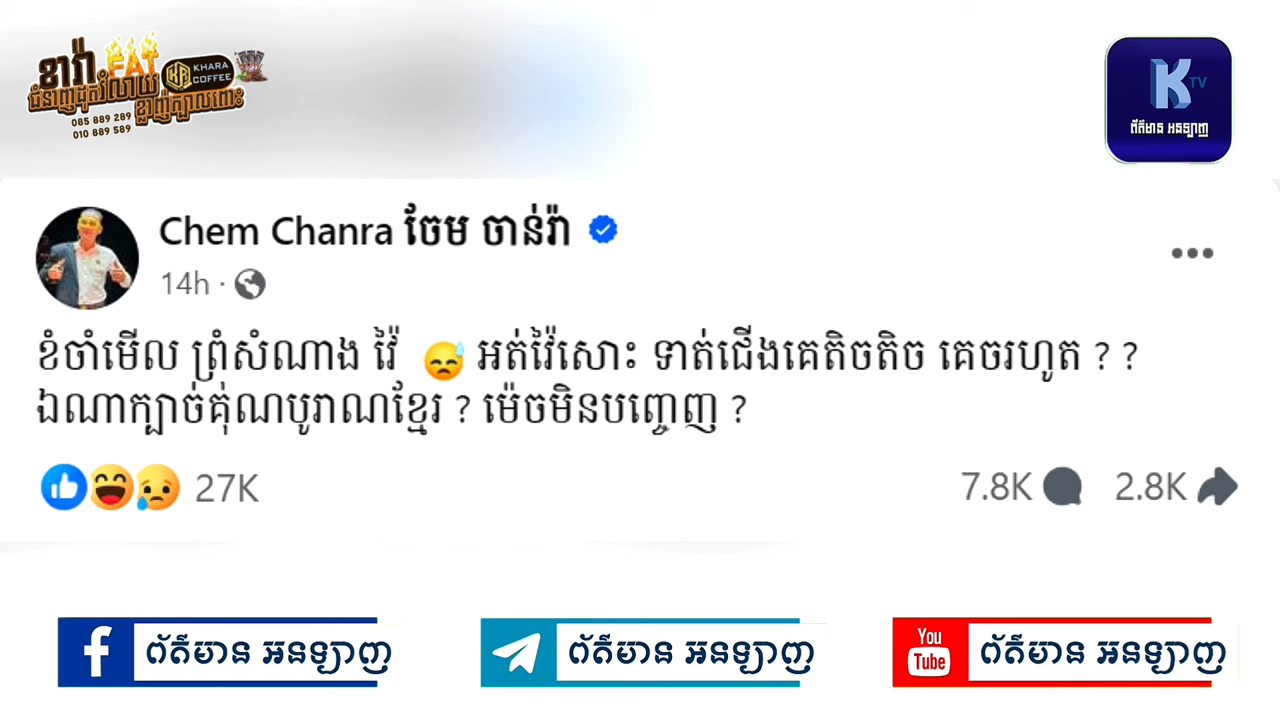 ខារ៉ា FAT
KHARA
COFFEE
ជំនាញដុតរំលាយ
ខ្លាញ់ក្បាលពោះ
085 889 289
010 889 589
K TV
ព័ត៌មាន អនឡាញ
Chem Chanra ចែម ចាន់រ៉ា
14h ·
ខំចាំមើល ព្រំសំណាង វ៉ៃ 😓 អត់វ៉ៃសោះ ទាត់ជើងគេតិចតិច គេចរហូត ? ?
ឯណាក្បាច់គុំណបូរាណខ្មែរ ? ម៉េចមិនបញ្ចេញ ?
27K
7.8K
2.8K
f ព័ត៌មាន អនឡាញ
ព័ត៌មាន អនឡាញ
You Tube ព័ត៌មាន អនឡាញ